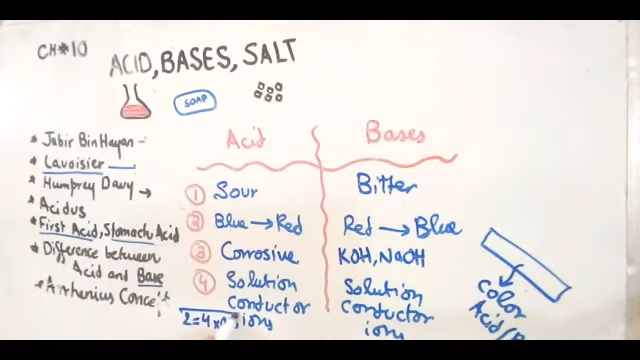 CH#10
ACID, BASES, SALT
SOAP
* Jabir Bin Hayan -
* Lavoisier
* Humprey Davy →
* Acidus
* First Acid, Stomach Acid
* Difference between
Acid and Base
* Arrhenius Concept
Acid Bases
① Sour Bitter
② Blue → Red Red → Blue
③ Corrosive KOH, NaOH
④ Solution Solution
conductor Conductor
ions ions
color
Acid/